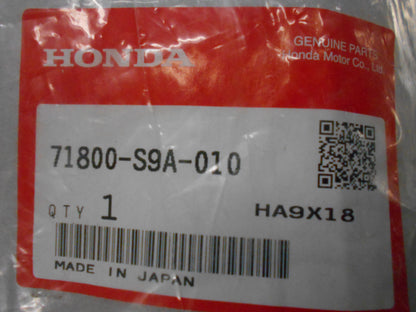 HONDA
GENUINE PARTS
Honda Motor Co., Ltd.
71800-S9A-010
QTY 1
HA9X18
MADE IN JAPAN